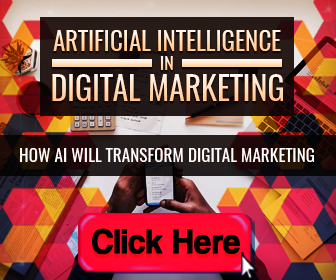 ARTIFICIAL INTELLIGENCE
IN
DIGITAL MARKETING
HOW AI WILL TRANSFORM DIGITAL MARKETING
Click Here